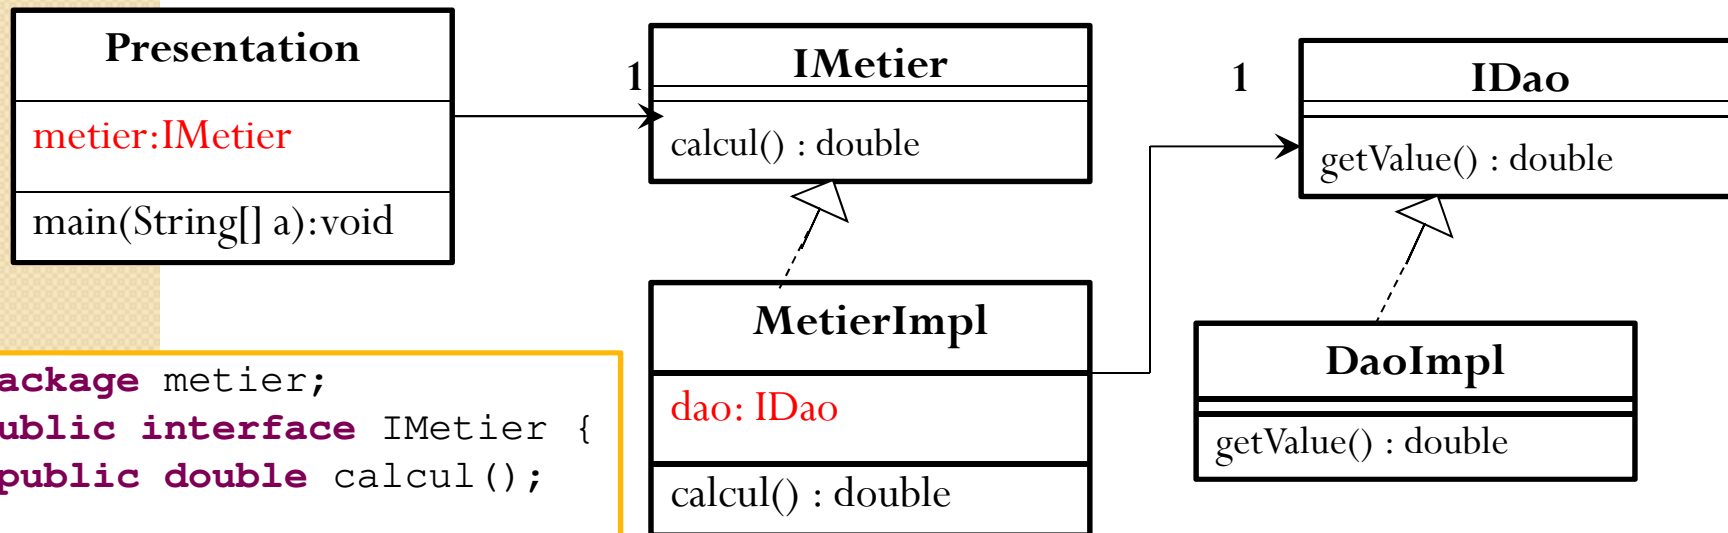 Presentation
metier:IMetier
main(String[] a):void
1
IMetier
calcul() : double
1
IDao
getValue() : double
MetierImpl
dao: IDao
calcul() : double
DaoImpl
getValue() : double
ackage metier;
ublic interface IMetier {
public double calcul();